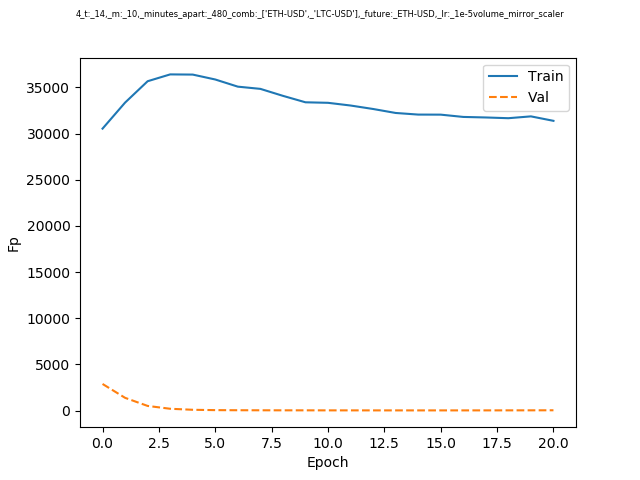 4_t:_14,_m:_10,_minutes_apart:_480_comb:_['ETH-USD',_'LTC-USD'],_future:_ETH-USD,_lr:_1e-5volume_mirror_scaler
Train
Val
35000
30000
25000
20000
15000
10000
5000
0
Fp
0.0 2.5 5.0 7.5 10.0 12.5 15.0 17.5 20.0
Epoch